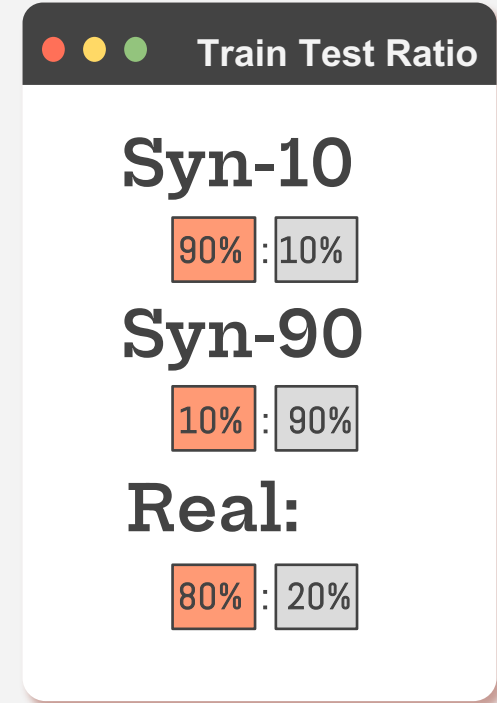 Train Test Ratio
Syn-10
90% : 10%
Syn-90
10% : 90%
Real:
80% : 20%